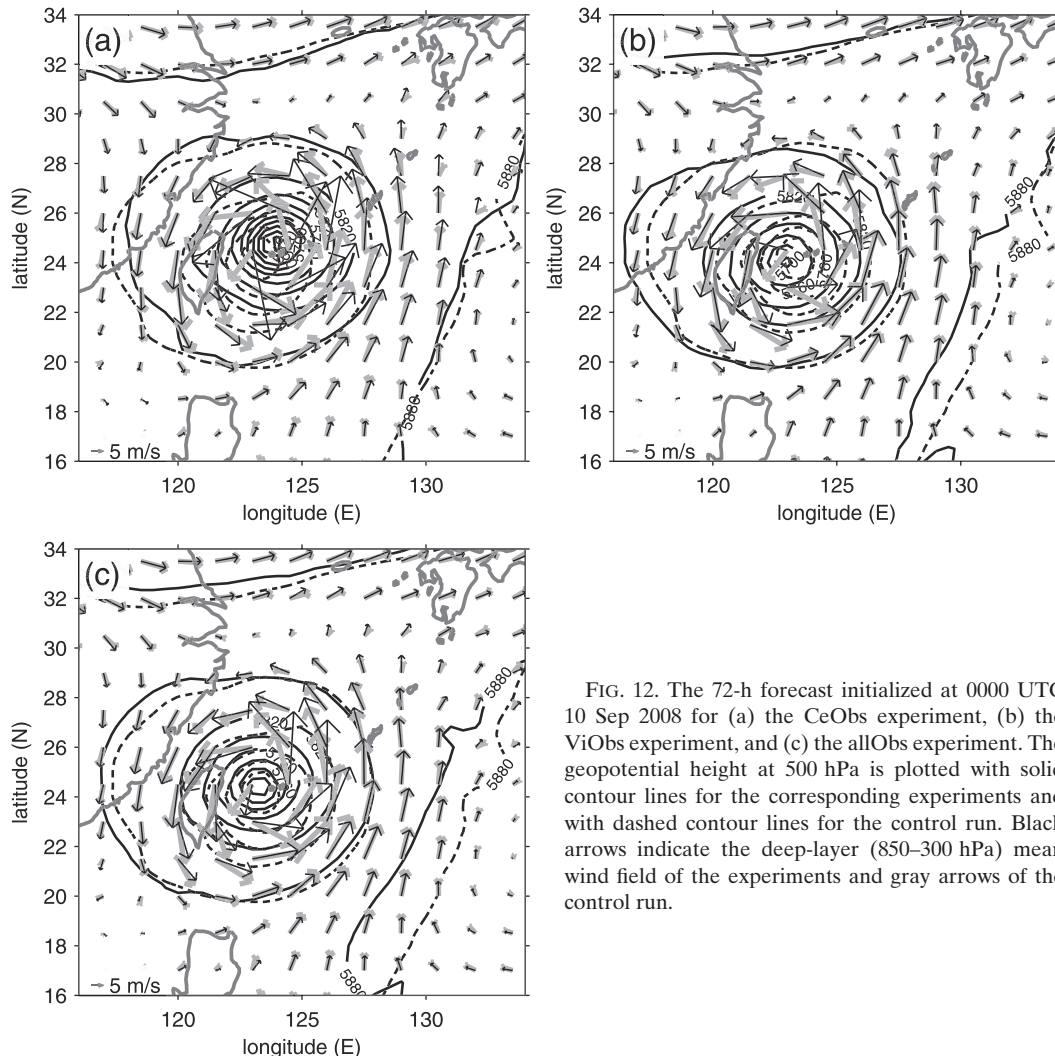 34
32
30
28
26
24
22
20
18
16
latitude (N)
(a)
5880
5820
5880
5 m/s
120 125 130
longitude (E)
34
32
30
28
26
24
22
20
18
16
latitude (N)
(b)
5880
5880
5700
5 m/s
120 125 130
longitude (E)
34
32
30
28
26
24
22
20
18
16
latitude (N)
(c)
5880
5880
5880
5 m/s
120 125 130
longitude (E)
FIG. 12. The 72-h forecast initialized at 0000 UTC
10 Sep 2008 for (a) the CeObs experiment, (b) the
ViObs experiment, and (c) the allObs experiment. The
geopotential height at 500 hPa is plotted with solid
contour lines for the corresponding experiments and
with dashed contour lines for the control run. Black
arrows indicate the deep-layer (850–300 hPa) mean
wind field of the experiments and gray arrows of the
control run.